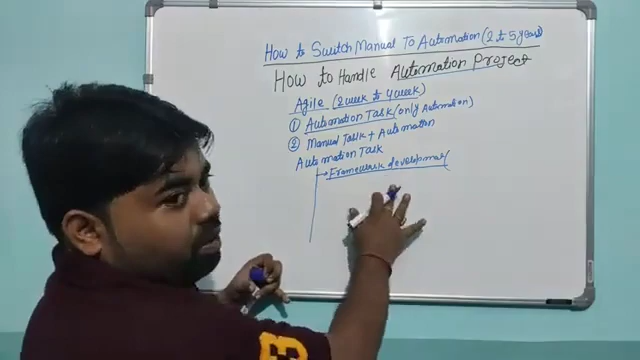 How to Switch Manual To Automation (2 to 5 years)
How to Handle Automation Project
Agile (2 week to 4 week)
① Automation Task (only Automation)
② Manual Task + Automation
Automation Task
→ Framework development